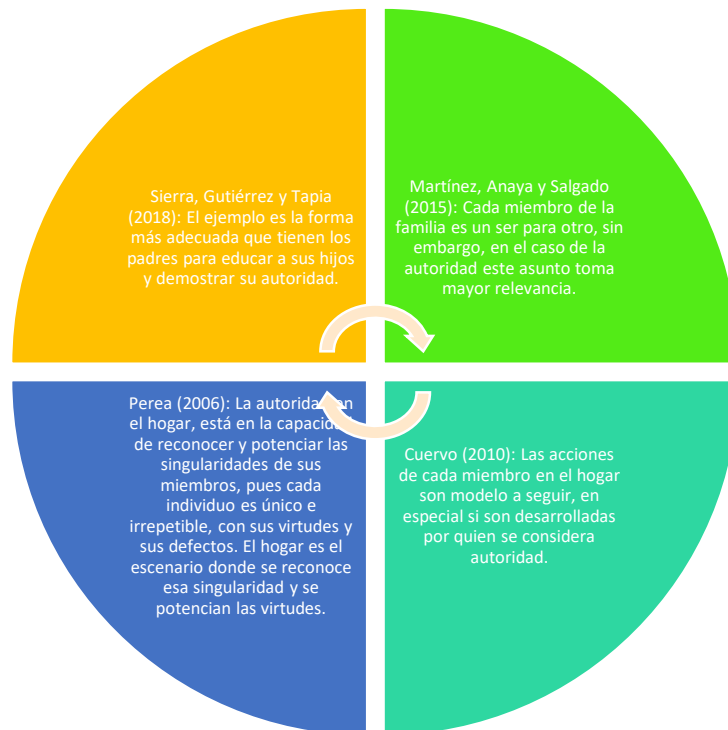 Sierra, Gutiérrez y Tapia
(2018): El ejemplo es la forma
más adecuada que tienen los
padres para educar a sus hijos
y demostrar su autoridad.
Martínez, Anaya y Salgado
(2015): Cada miembro de la
familia es un ser para otro, sin
embargo, en el caso de la
autoridad este asunto toma
mayor relevancia.
Perea (2006): La autoridad en
el hogar, está en la capacidad
de reconocer y potenciar las
singularidades de sus
miembros, pues cada
individuo es único e
irrepetible, con sus virtudes y
sus defectos. El hogar es el
escenario donde se reconoce
esa singularidad y se
potencian las virtudes.
Cuervo (2010): Las acciones
de cada miembro en el hogar
son modelo a seguir, en
especial si son desarrolladas
por quien se considera
autoridad.